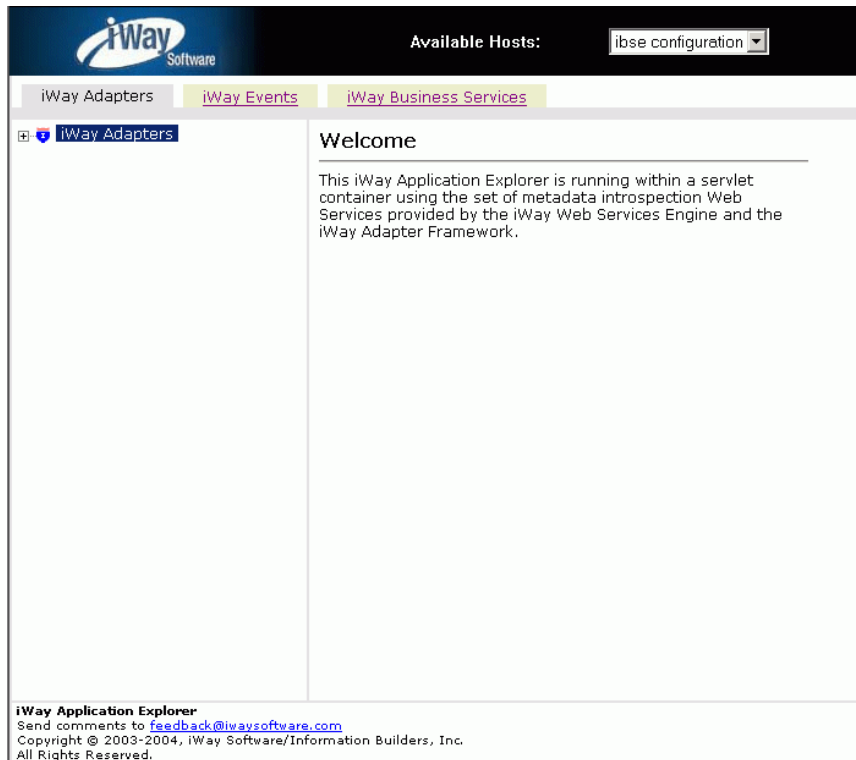 iWay
Software
Available Hosts:
ibse configuration
iWay Adapters
iWay Events
iWay Business Services
iWay Adapters
Welcome
This iWay Application Explorer is running within a servlet
container using the set of metadata introspection Web
Services provided by the iWay Web Services Engine and the
iWay Adapter Framework.
iWay Application Explorer
Send comments to feedback@iwaysoftware.com
Copyright © 2003-2004, iWay Software/Information Builders, Inc.
All Rights Reserved.